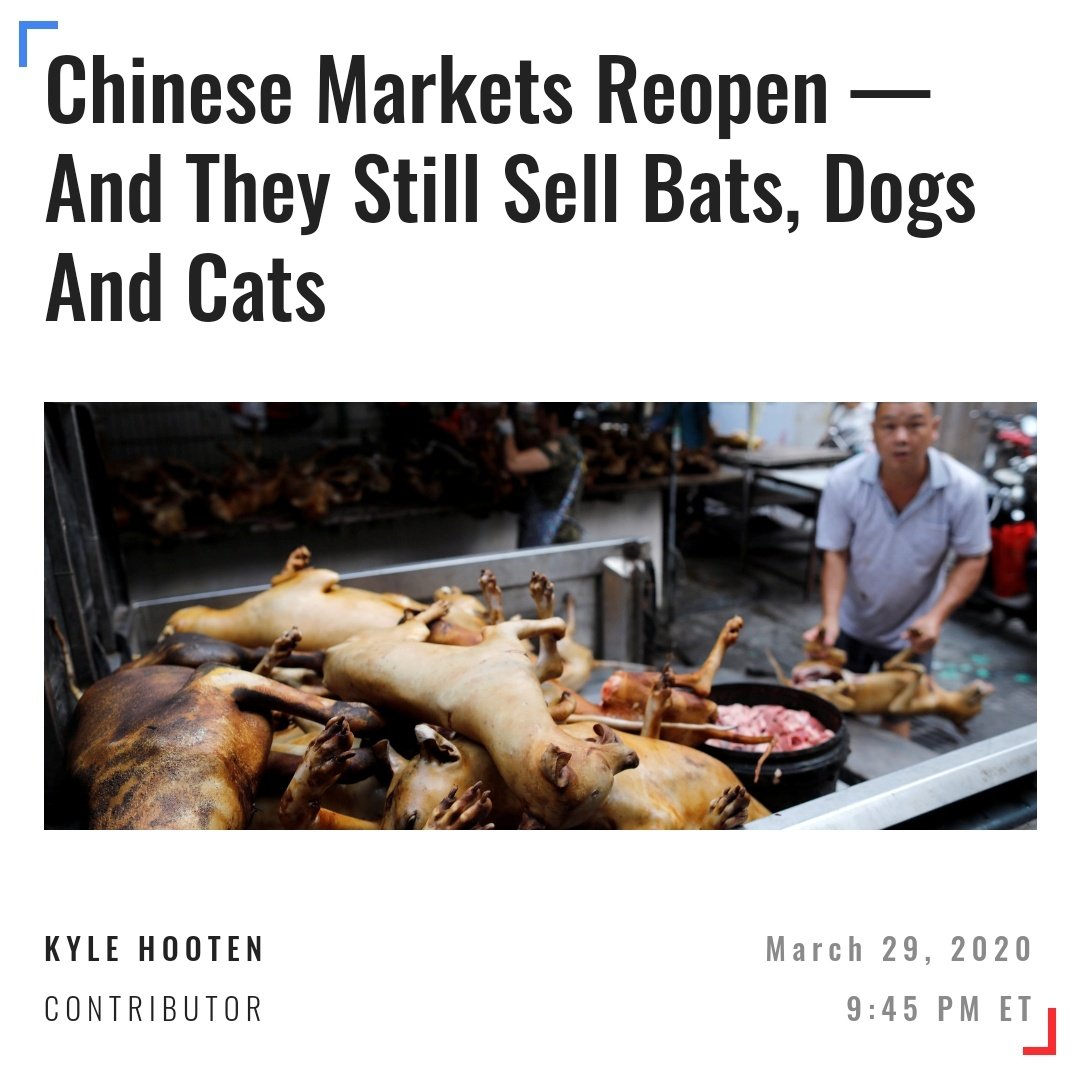 Chinese Markets Reopen —
And They Still Sell Bats, Dogs
And Cats
KYLE HOOTEN
CONTRIBUTOR
March 29, 2020
9:45 PM ET